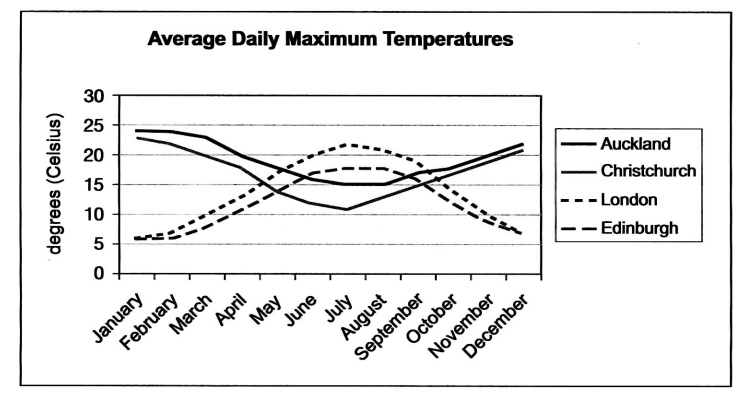 Average Daily Maximum Temperatures
degrees (Celsius)
30
25
20
15
10
5
0
January
February
March
April
May
June
July
August
September
October
November
December
Auckland
Christchurch
London
Edinburgh